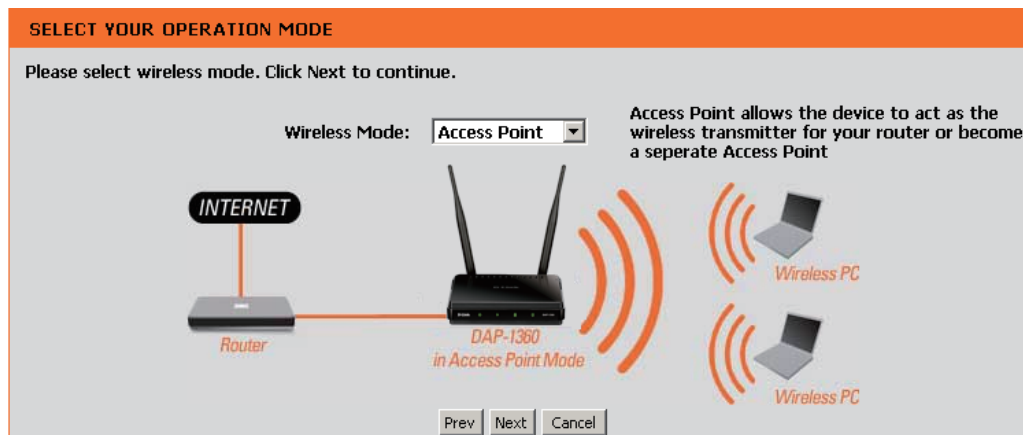 SELECT YOUR OPERATION MODE
Please select wireless mode. Click Next to continue.
Wireless Mode:
Access Point
Access Point allows the device to act as the
wireless transmitter for your router or become
a seperate Access Point
INTERNET
Router
DAP-1360
in Access Point Mode
Wireless PC
Wireless PC
Prev
Next
Cancel